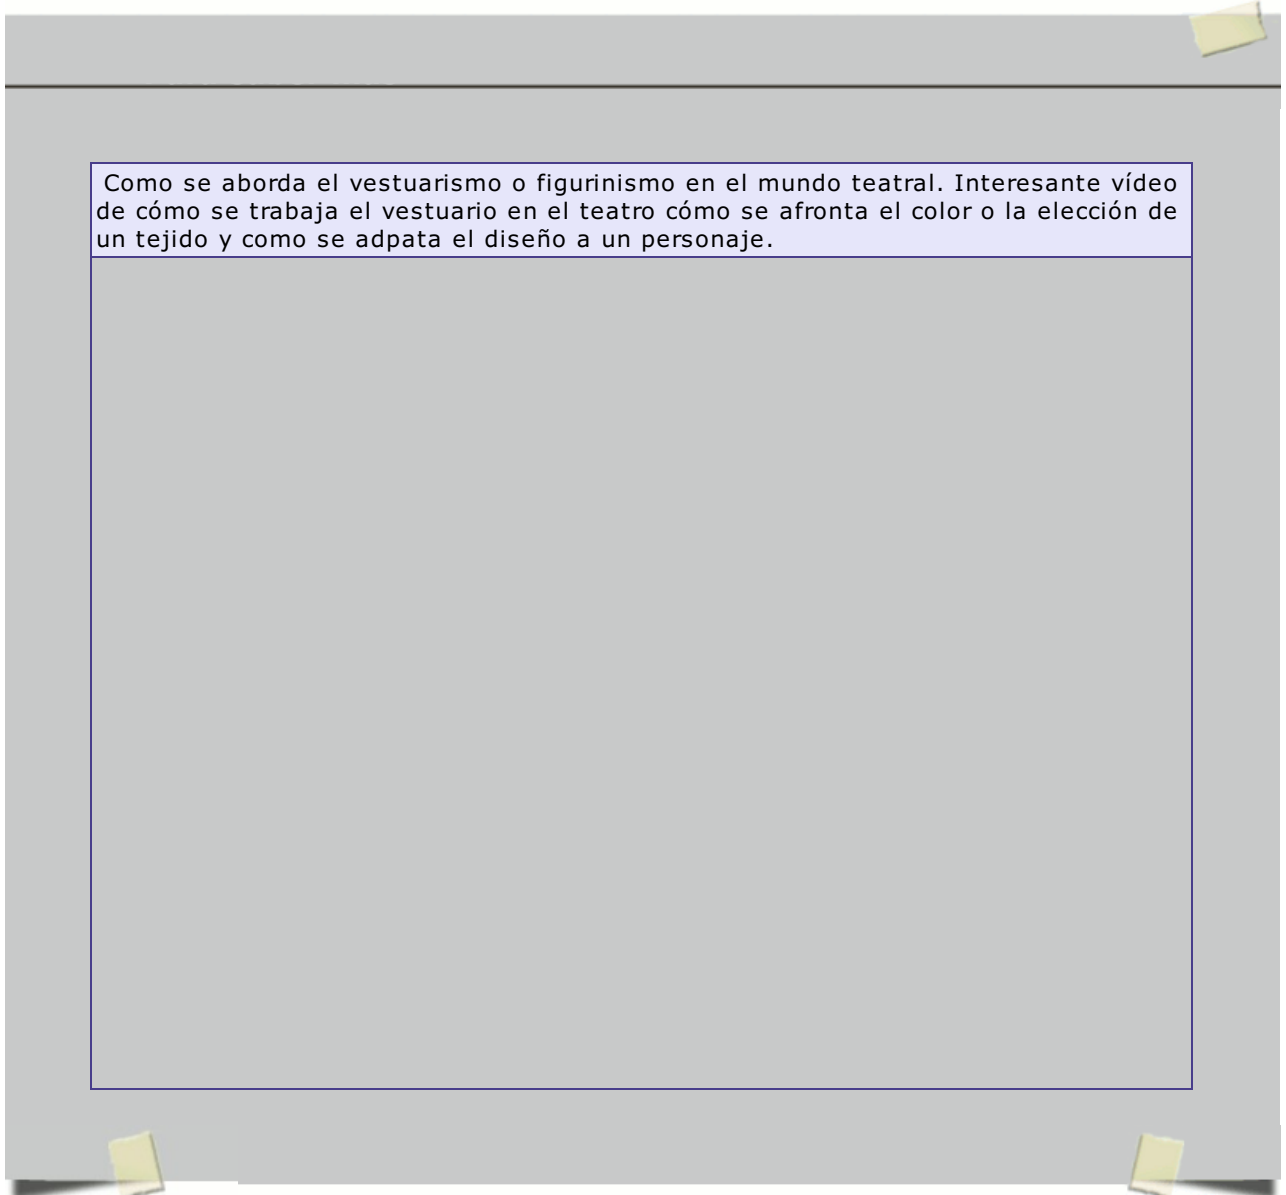 Como se aborda el vestuarismo o figurinismo en el mundo teatral. Interesante vídeo
de cómo se trabaja el vestuario en el teatro cómo se afronta el color o la elección de
un tejido y como se adpata el diseño a un personaje.